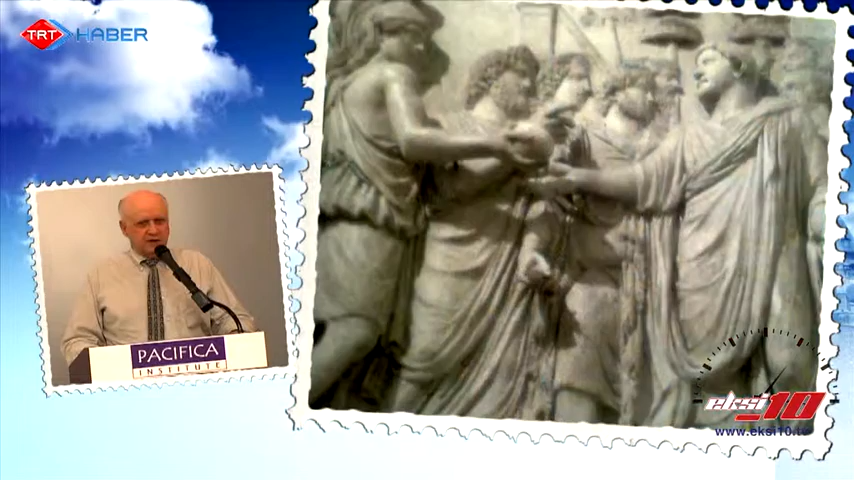 TRT HABER
PACIFICA
INSTITUTE
eksi10
www.eksi10.tv